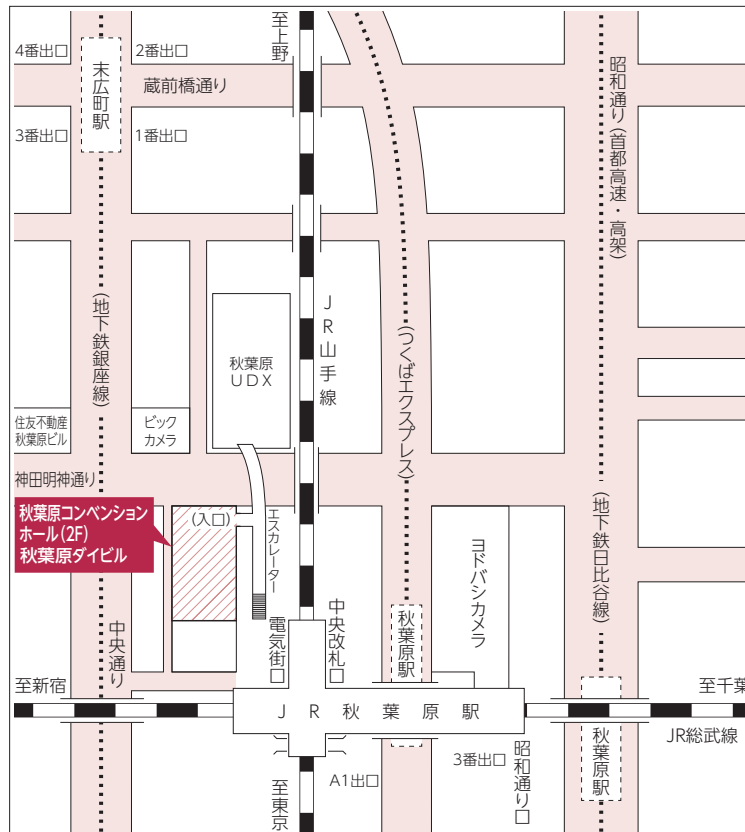 至上野
4番出口
2番出口
末広町駅
蔵前橋通り
3番出口
1番出口
昭和通り(首都高速・高架)
(地下鉄銀座線)
JR山手線
(つくばエクスプレス)
秋葉原
UDX
住友不動産
秋葉原ビル
ビック
カメラ
神田明神通り
秋葉原コンベンション
ホール(2F)
秋葉原ダイビル
(入口)
エスカレーター
ヨドバシカメラ
(地下鉄日比谷線)
中央通り
電気街口
中央改札口
秋葉原駅
至新宿
JR秋葉原駅
至千葉
JR総武線
秋葉原駅
3番出口
昭和通り口
A1出口
至東京